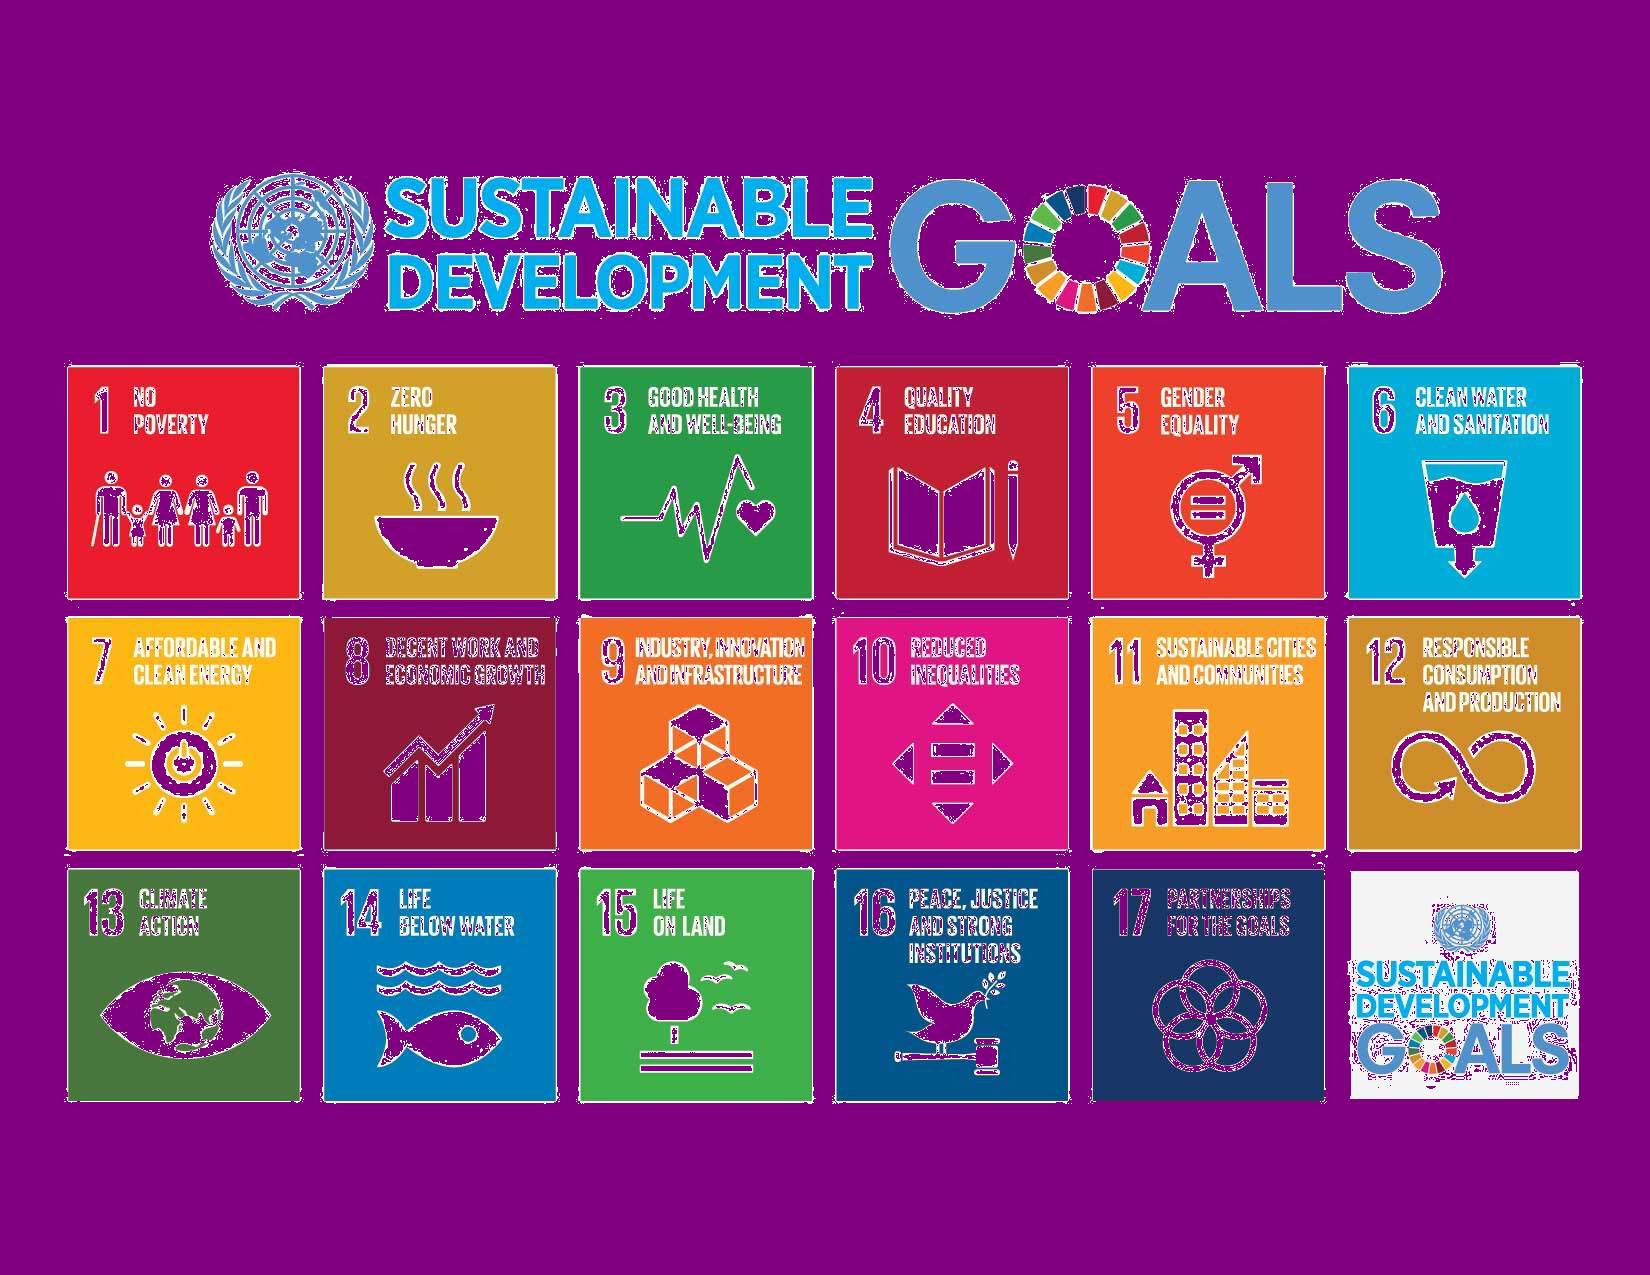 SUSTAINABLE
DEVELOPMENT
GOALS
1 NO
POVERTY
2 ZERO
HUNGER
3 GOOD HEALTH
AND WELL-BEING
4 QUALITY
EDUCATION
5 GENDER
EQUALITY
6 CLEAN WATER
AND SANITATION
7 AFFORDABLE AND
CLEAN ENERGY
8 DECENT WORK AND
ECONOMIC GROWTH
9 INDUSTRY, INNOVATION
AND INFRASTRUCTURE
10 REDUCED
INEQUALITIES
11 SUSTAINABLE CITIES
AND COMMUNITIES
12 RESPONSIBLE
CONSUMPTION
AND PRODUCTION
13 CLIMATE
ACTION
14 LIFE
BELOW WATER
15 LIFE
ON LAND
16 PEACE, JUSTICE
AND STRONG
INSTITUTIONS
17 PARTNERSHIPS
FOR THE GOALS
SUSTAINABLE
DEVELOPMENT
GOALS